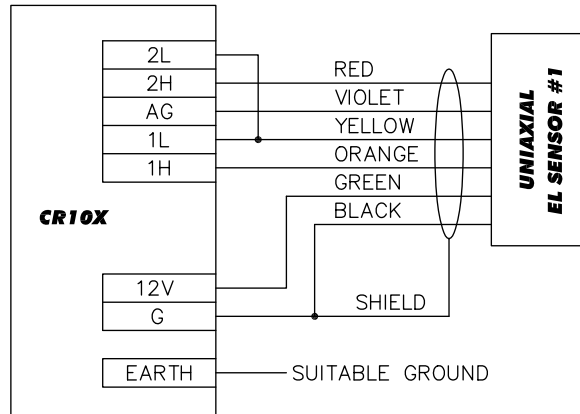 2L
2H
AG
1L
1H
CR10X
12V
G
EARTH
RED
VIOLET
YELLOW
ORANGE
GREEN
BLACK
SHIELD
SUITABLE GROUND
UNIAXIAL
EL SENSOR #1